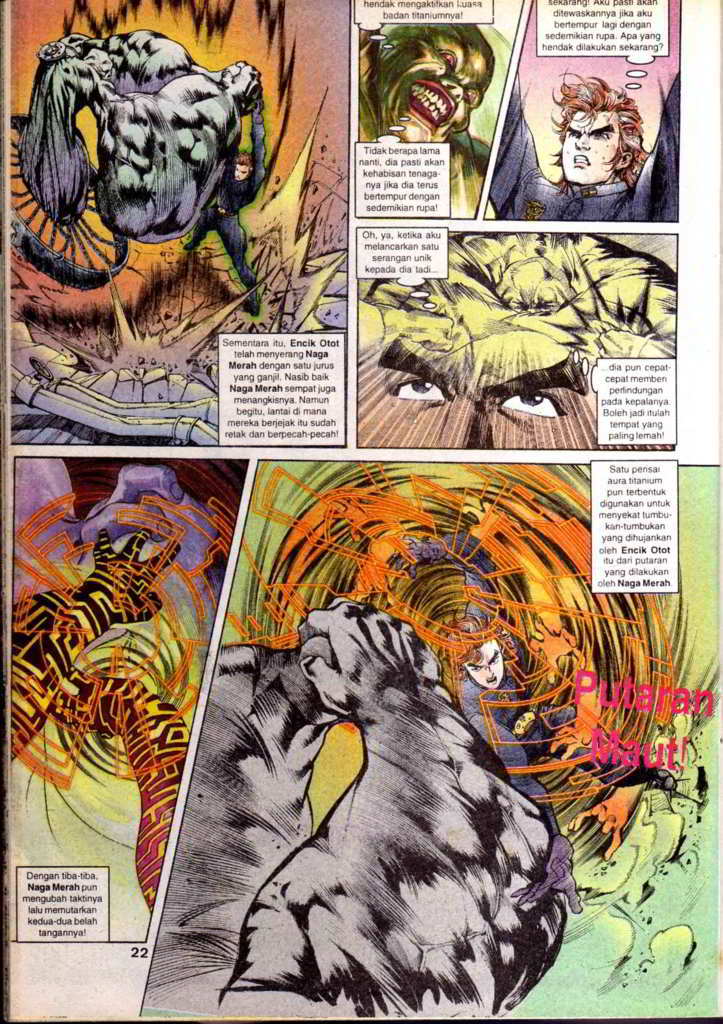 hendak mengaktifkan kuasa
badan titaniumnya!
Tidak berapa lama
nanti, dia pasti akan
kehabisan tenaga-
nya jika dia terus
bertempur dengan
sedemikian rupa!
sekarang! Aku pasti akan
ditewaskannya jika aku
bertempur lagi dengan
sedemikian rupa. Apa yang
hendak dilakukan sekarang?
Sementara itu, Encik Otot
telah menyerang Naga
Merah dengan satu jurus
yang ganjil. Nasib baik
Naga Merah sempat juga
menangkisnya. Namun
begitu, lantai di mana
mereka berjejak itu sudah
retak dan berpecah-pecah!
Oh, ya, ketika aku
melancarkan satu
serangan unik
kepada dia tadi...
...dia pun cepat-
cepat memberi
perlindungan
pada kepalanya.
Boleh jadi itulah
tempat yang
paling lemah!
Dengan tiba-tiba,
Naga Merah pun
mengubah taktinya
lalu memutarkan
kedua-dua belah
tangannya!
Satu perisai
aura titanium
pun terbentuk
digunakan untuk
menyekat tumbu-
kan-tumbukan
yang dihujankan
oleh Encik Otot
itu dari putaran
yang dilakukan
oleh Naga Merah.
Putaran
Maut!
22